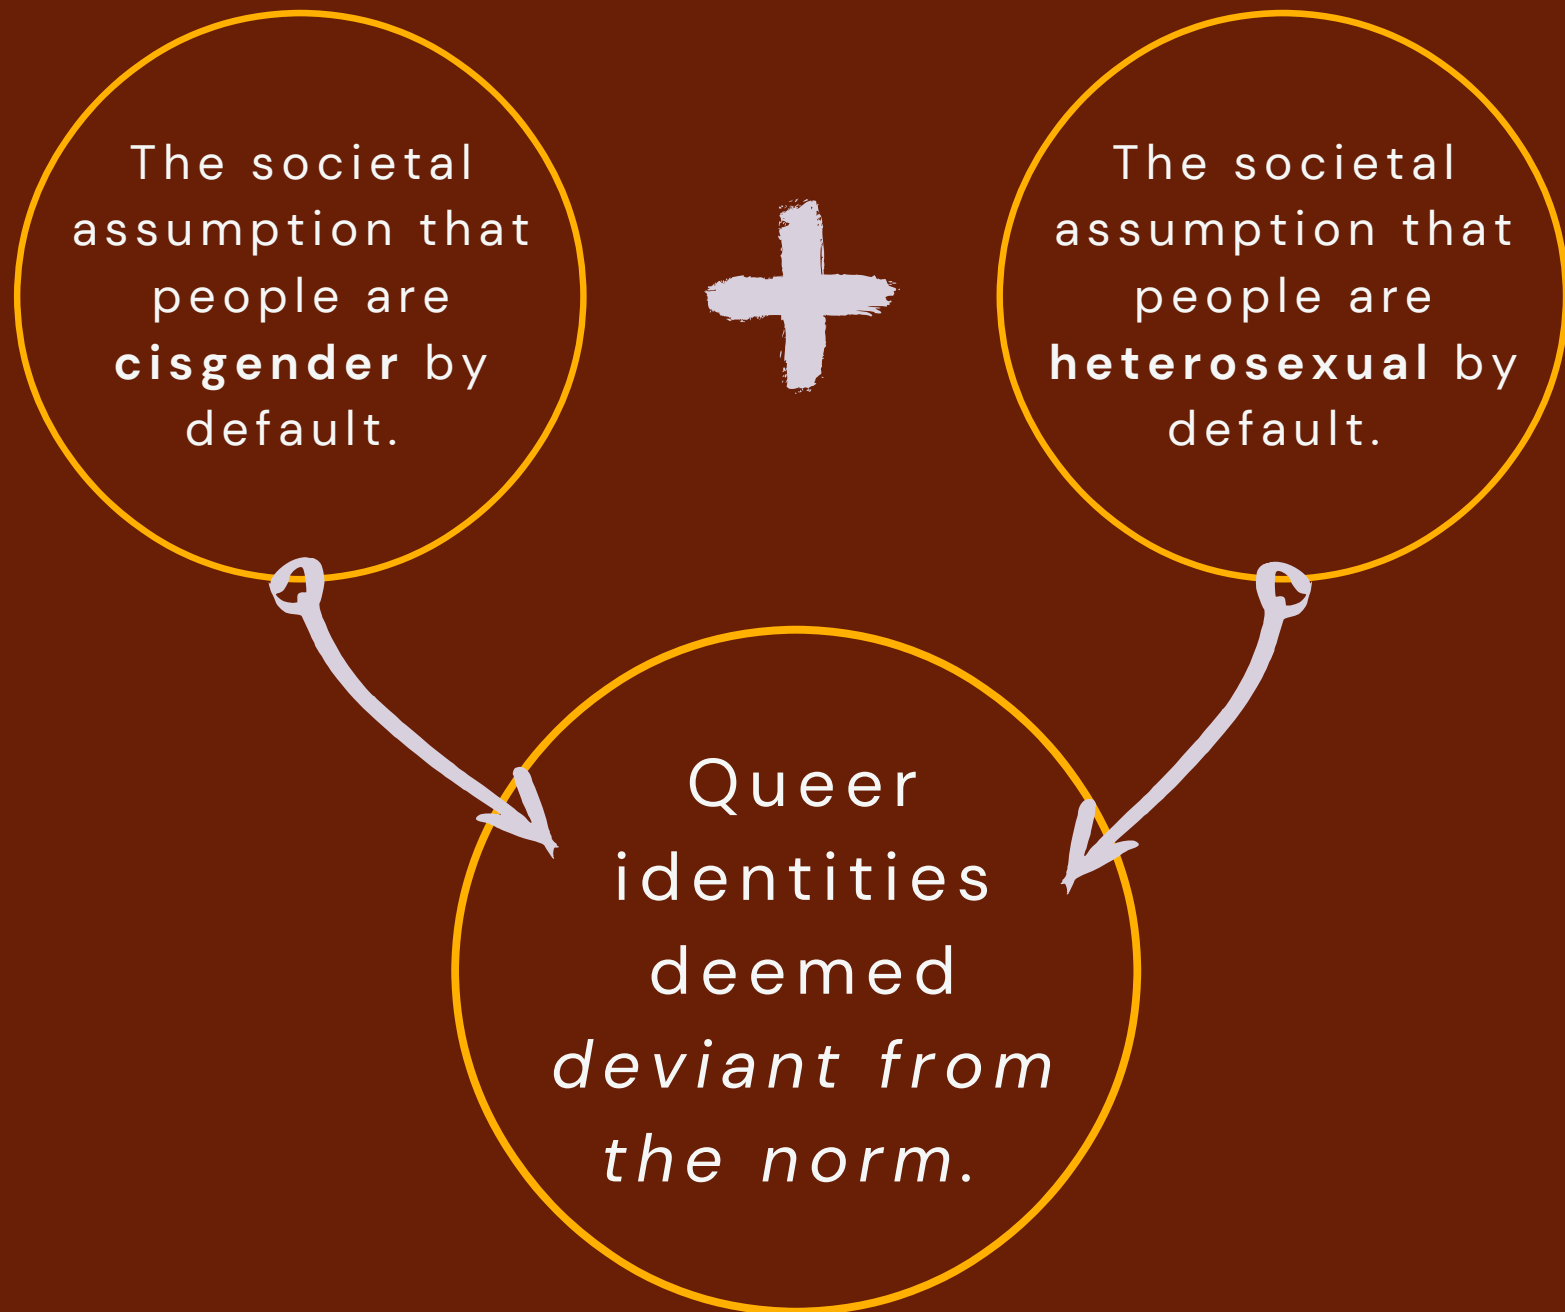 The societal
assumption that
people are
cisgender by
default.
The societal
assumption that
people are
heterosexual by
default.
Queer
identities
deemed
deviant from
the norm.